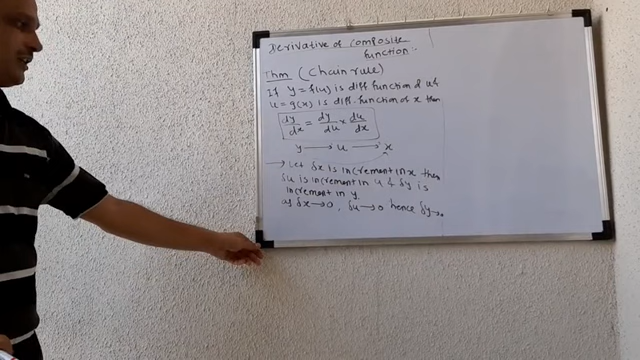 Derivative of composite
function :-
Thm. (Chain rule)
If y = f(u) is diff function of u &
u = g(x) is diff. function of x then
dy/dx = dy/du × du/dx
y → u → x
→ Let δx is increment in x then
δu is increment in u & δy is
increment in y
as δx→0, δu→0 hence δy→0